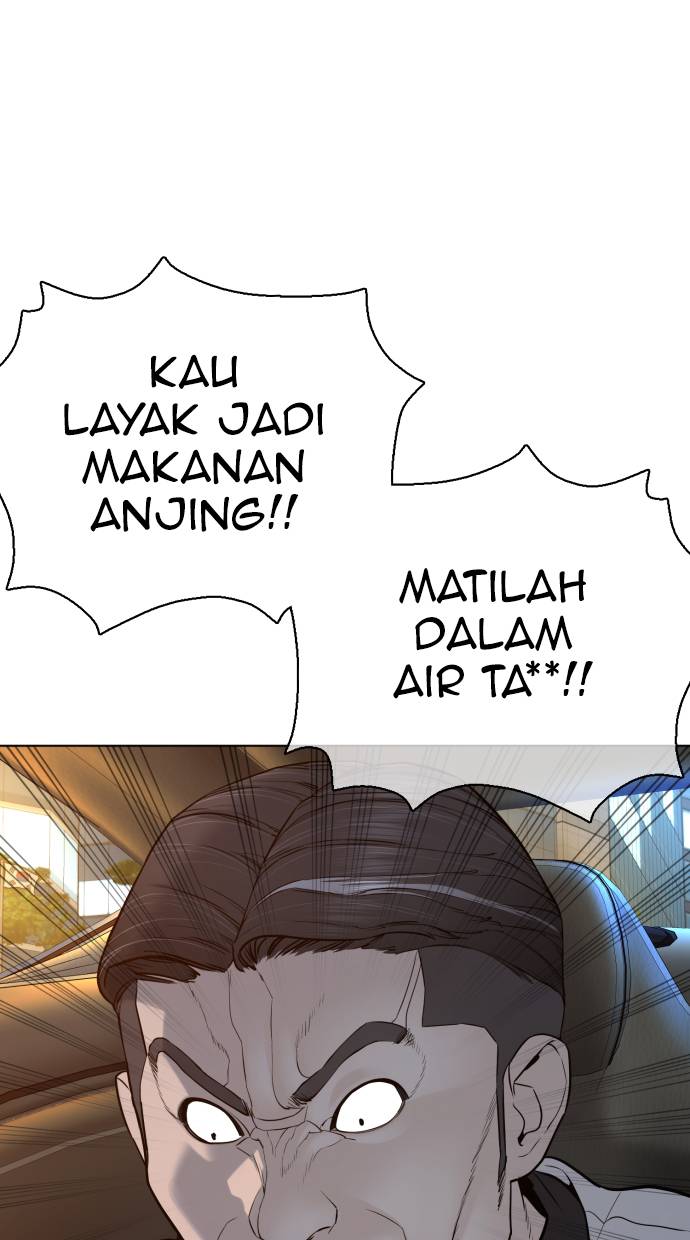 KAU
LAYAK JADI
MAKANAN
ANJING!!
MATILAH
DALAM
AIR TA**!!